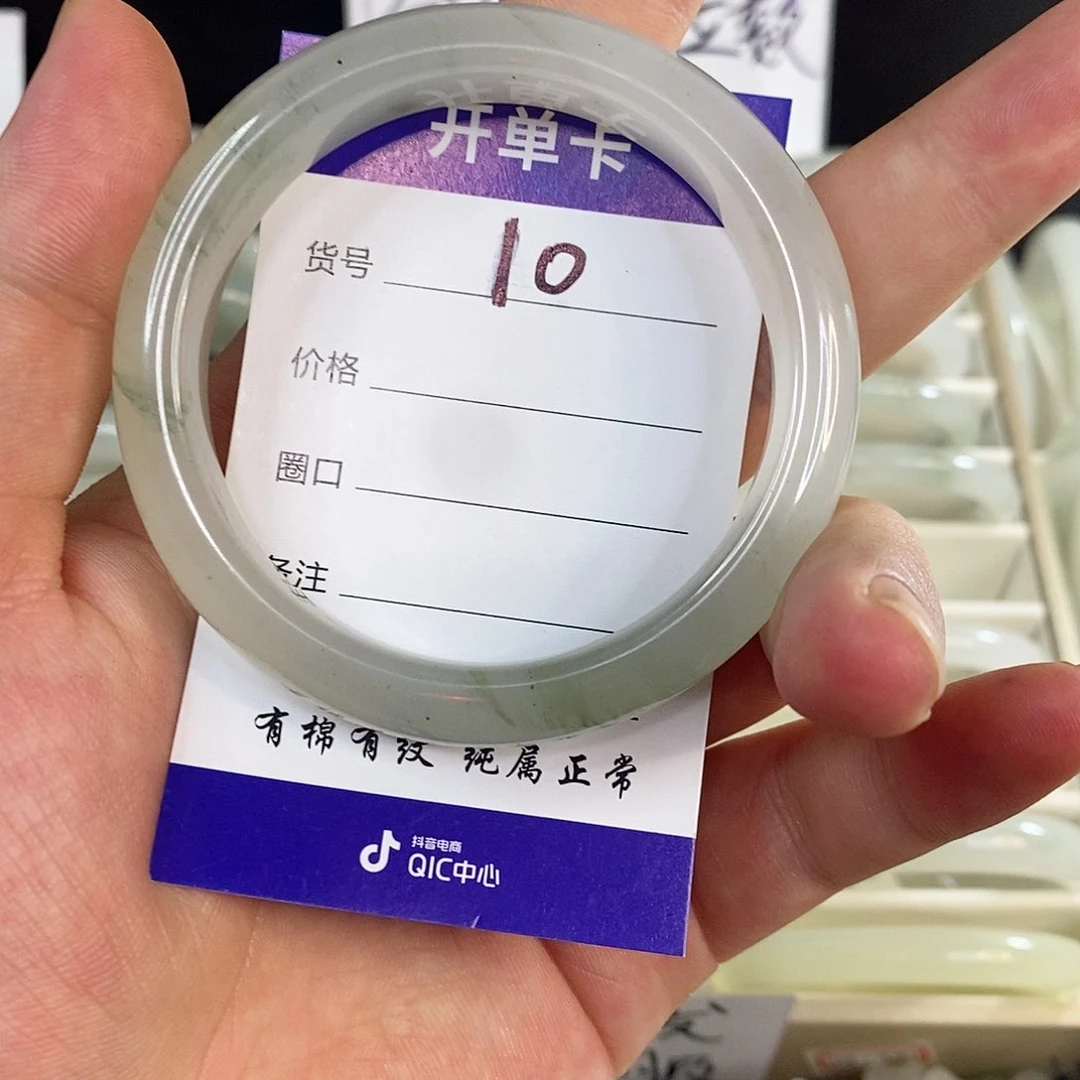 开单卡
货号 10
价格
圈口
备注
有棉有纹 纯属正常
抖音电商
QIC中心